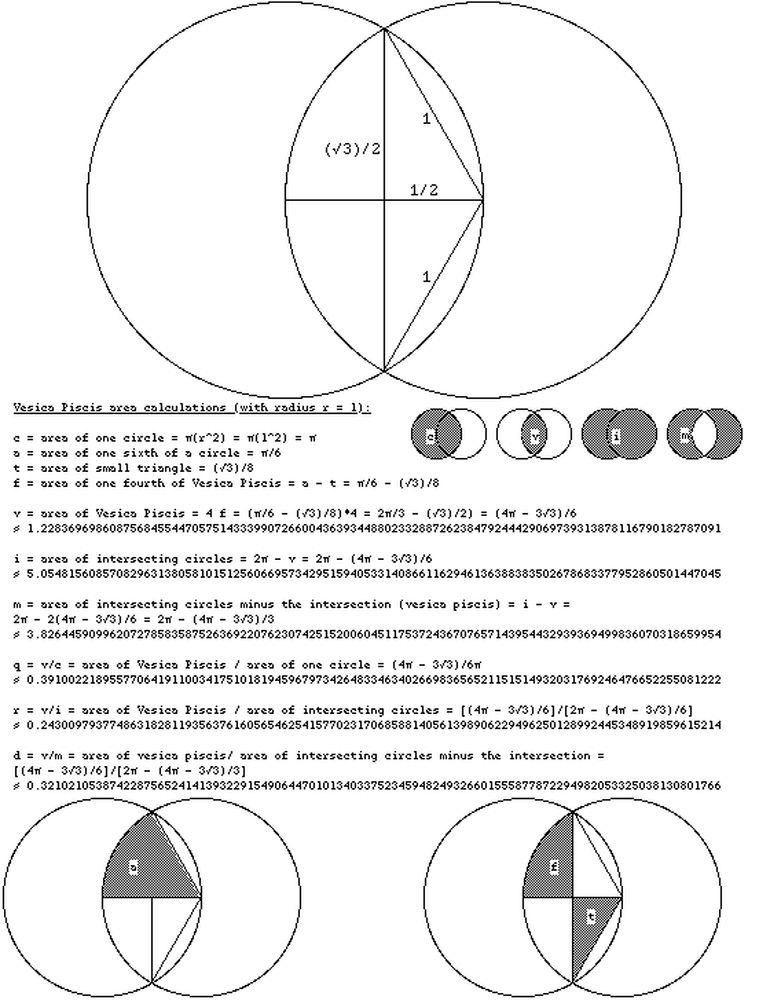 (√3)/2
1
1/2
1
Vesica Piscis area calculations (with radius r = 1):
c = area of one circle = π(r^2) = π(1^2) = π
a = area of one sixth of a circle = π/6
t = area of small triangle = (√3)/8
f = area of one fourth of Vesica Piscis = a - t = π/6 - (√3)/8
c
v
i
m
v = area of Vesica Piscis = 4 f = (π/6 - (√3)/8)*4 = 2π/3 - (√3)/2) = (4π - 3√3)/6
≠ 1.228369698608756845544705751433399072660043639344880233288726238479244429069739313878116790182787091
i = area of intersecting circles = 2π - v = 2π - (4π - 3√3)/6
≠ 5.054815608570829631380581015125606695734295159405331408661162946136388383502678683377952860501447045
m = area of intersecting circles minus the intersection (vesica piscis) = i - v =
2π - 2(4π - 3√3)/6 = 2π - (4π - 3√3)/3
≠ 3.826445909962072785835875263692207623074251520060451175372436707657143954432939369499836070318659954
q = v/c = area of Vesica Piscis / area of one circle = (4π - 3√3)/6π
≠ 0.391002218955770641911003417510181945967973426483346340266983656521151514932031769246476652255081222
r = v/i = area of Vesica Piscis / area of intersecting circles = [(4π - 3√3)/6]/[2π - (4π - 3√3)/6]
≠ 0.243009793774863182811935637616056546254157702317068588140561398906229496250128992445348919859615214
d = v/m = area of vesica piscis/ area of intersecting circles minus the intersection =
[(4π - 3√3)/6]/[2π - (4π - 3√3)/3]
≠ 0.321021053874228756524141393229154906447010134033752345948249326601555877872294982053325038130801766
a
f
t